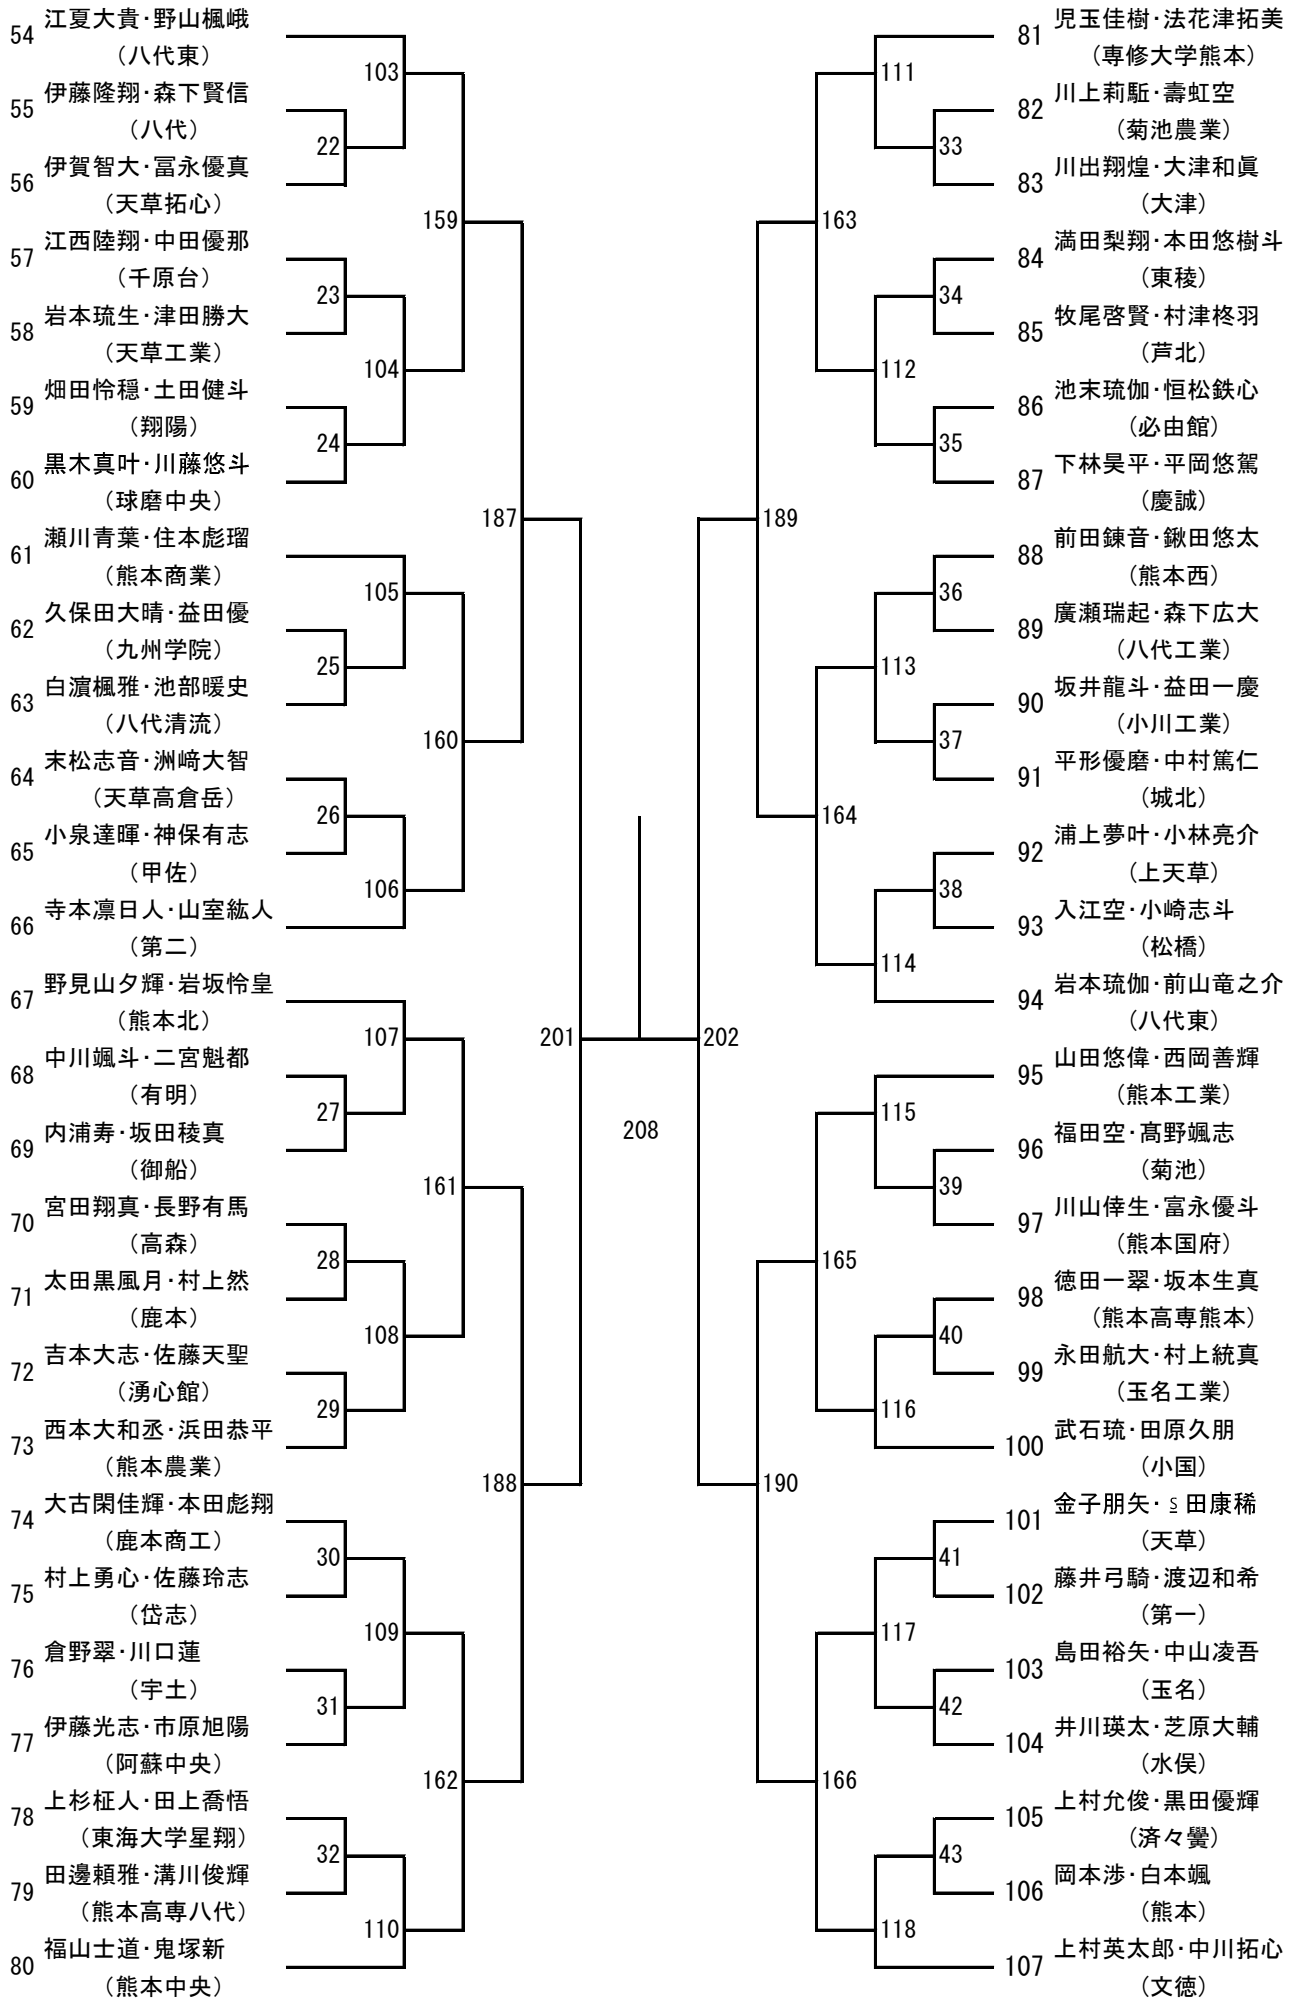 54 江夏大貴･野山楓峨
（八代東）
55 伊藤隆翔･森下賢信
（八代）
56 伊賀智大･冨永優真
（天草拓心）
57 江西陸翔･中田優那
（千原台）
58 岩本琉生･津田勝大
（天草工業）
59 畑田怜穏･土田健斗
（翔陽）
60 黒木真叶･川藤悠斗
（球磨中央）
61 瀬川青葉･住本彪瑠
（熊本商業）
62 久保田大晴･益田優
（九州学院）
63 白濵楓雅･池部暖史
（八代清流）
64 末松志音･洲﨑大智
（天草高倉岳）
65 小泉達暉･神保有志
（甲佐）
66 寺本凛日人･山室紘人
（第二）
67 野見山夕輝･岩坂怜皇
（熊本北）
68 中川颯斗･二宮魁都
（有明）
69 内浦寿･坂田稜真
（御船）
70 宮田翔真･長野有馬
（高森）
71 太田黒風月･村上然
（鹿本）
72 吉本大志･佐藤天聖
（湧心館）
73 西本大和丞･浜田恭平
（熊本農業）
74 大古閑佳輝･本田彪翔
（鹿本商工）
75 村上勇心･佐藤玲志
（岱志）
76 倉野翠･川口蓮
（宇土）
77 伊藤光志･市原旭陽
（阿蘇中央）
78 上杉柾人･田上喬悟
（東海大学星翔）
79 田邊頼雅･溝川俊輝
（熊本高専八代）
80 福山士道･鬼塚新
（熊本中央）
22
23
24
25
26
27
28
29
30
31
32
103
104
105
106
107
108
109
110
159
160
161
162
187
188
201
208
202
189
190
163
164
165
166
111
112
113
114
115
116
117
118
33
34
35
36
37
38
39
40
41
42
43
81 児玉佳樹･法花津拓美
（専修大学熊本）
82 川上莉駈･壽虹空
（菊池農業）
83 川出翔煌･大津和眞
（大津）
84 満田梨翔･本田悠樹斗
（東稜）
85 牧尾啓賢･村津柊羽
（芦北）
86 池末琉伽･恒松鉄心
（必由館）
87 下林昊平･平岡悠駕
（慶誠）
88 前田錬音･鍬田悠太
（熊本西）
89 廣瀬瑞起･森下広大
（八代工業）
90 坂井龍斗･益田一慶
（小川工業）
91 平形優磨･中村篤仁
（城北）
92 浦上夢叶･小林亮介
（上天草）
93 入江空･小崎志斗
（松橋）
94 岩本琉伽･前山竜之介
（八代東）
95 山田悠偉･西岡善輝
（熊本工業）
96 福田空･髙野颯志
（菊池）
97 川山倖生･富永優斗
（熊本国府）
98 徳田一翠･坂本生真
（熊本高専熊本）
99 永田航大･村上統真
（玉名工業）
100 武石琉･田原久朋
（小国）
101 金子朋矢･ 田康稀
（天草）
102 藤井弓騎･渡辺和希
（第一）
103 島田裕矢･中山凌吾
（玉名）
104 井川瑛太･芝原大輔
（水俣）
105 上村允俊･黒田優輝
（済々黌）
106 岡本渉･白本颯
（熊本）
107 上村英太郎･中川拓心
（文徳）